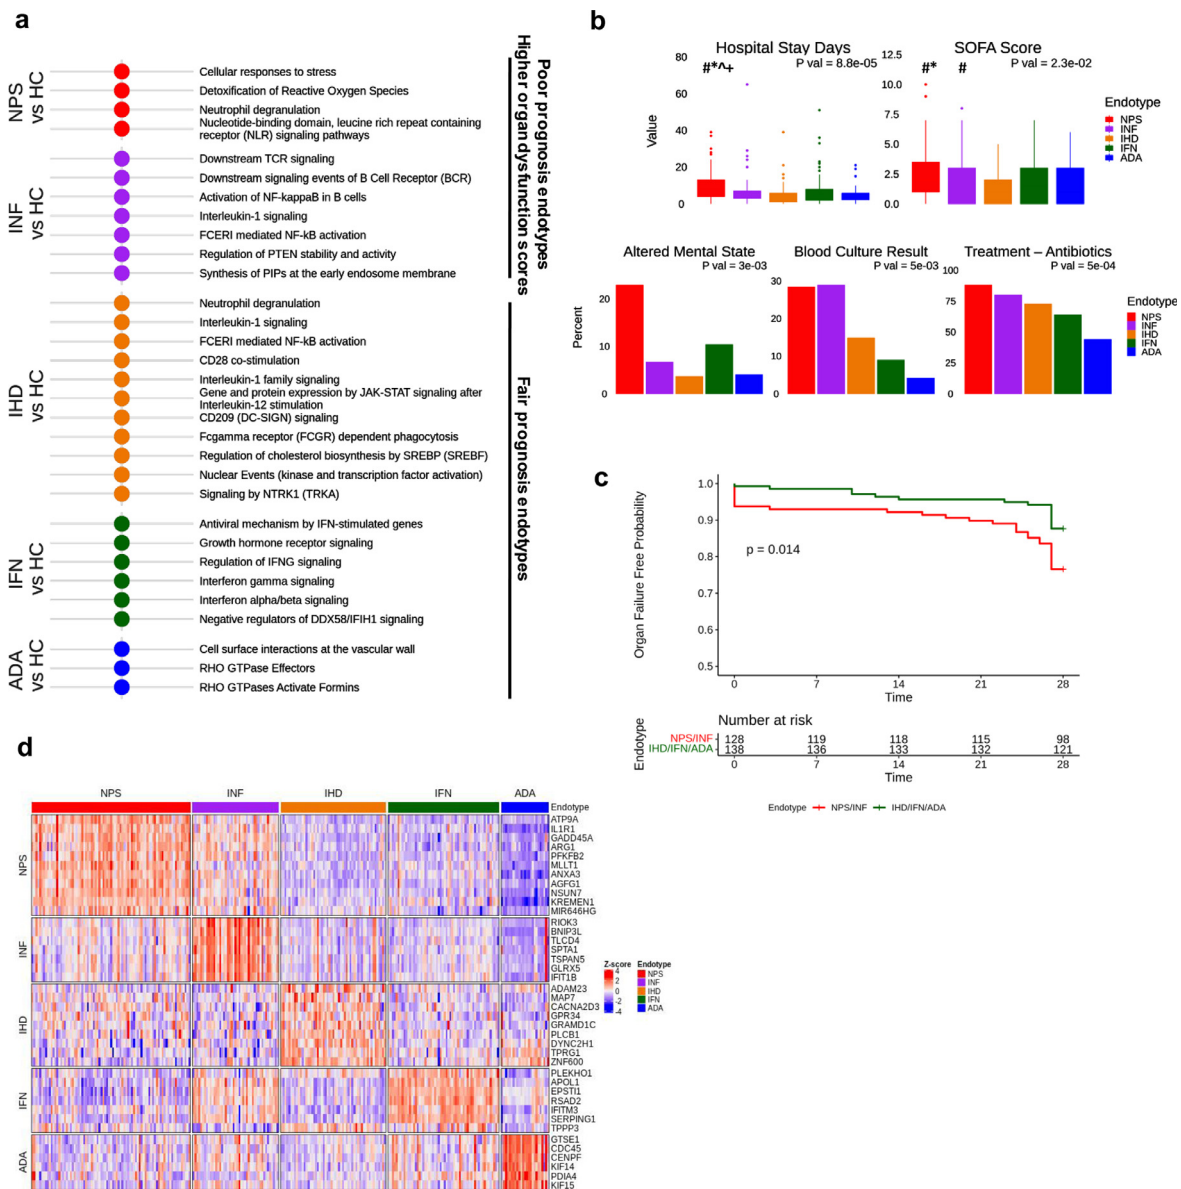 a
NPS
vs HC
Cellular responses to stress
Detoxification of Reactive Oxygen Species
Neutrophil degranulation
Nucleotide-binding domain, leucine rich repeat containing
receptor (NLR) signaling pathways
INF
vs HC
Downstream TCR signaling
Downstream signaling events of B Cell Receptor (BCR)
Activation of NF-kappaB in B cells
Interleukin-1 signaling
FCERI mediated NF-kB activation
Regulation of PTEN stability and activity
Synthesis of PIPs at the early endosome membrane
Poor prognosis endotypes
Higher organ dysfunction scores
IHD
vs HC
Neutrophil degranulation
Interleukin-1 signaling
FCERI mediated NF-kB activation
CD28 co-stimulation
Interleukin-1 family signaling
Gene and protein expression by JAK-STAT signaling after
Interleukin-12 stimulation
CD209 (DC-SIGN) signaling
Fcgamma receptor (FCGR) dependent phagocytosis
Regulation of cholesterol biosynthesis by SREBP (SREBF)
Nuclear Events (kinase and transcription factor activation)
Signaling by NTRK1 (TRKA)
IFN
vs HC
Antiviral mechanism by IFN-stimulated genes
Growth hormone receptor signaling
Regulation of IFNG signaling
Interferon gamma signaling
Interferon alpha/beta signaling
Negative regulators of DDX58/IFIH1 signaling
ADA
vs HC
Cell surface interactions at the vascular wall
RHO GTPase Effectors
RHO GTPases Activate Formins
Fair prognosis endotypes
b
Hospital Stay Days
P val = 8.8e-05
#*^+
Value
80
60
40
20
0
SOFA Score
P val = 2.3e-02
#*
#
12.5
10.0
7.5
5.0
2.5
0.0
Endotype
NPS
INF
IHD
IFN
ADA
Altered Mental State
P val = 3e-03
Percent
20
10
0
Blood Culture Result
P val = 5e-03
30
20
10
0
Treatment – Antibiotics
P val = 5e-04
100
75
50
25
0
Endotype
NPS
INF
IHD
IFN
ADA
c
Organ Failure Free Probability
1.0
0.9
0.8
0.7
0.6
0.5
p = 0.014
0 7 14 21 28
Time
Number at risk
Endotype
NPS/INF 128 119 118 115 98
IHD/IFN/ADA 138 136 133 132 121
0 7 14 21 28
Time
Endotype NPS/INF IHD/IFN/ADA
d
NPS INF IHD IFN ADA
Endotype
NPS
ATP9A
IL1R1
GADD45A
ARG1
PFKFB2
MLLT1
ANXA3
AGFG1
NSUN7
KREMEN1
MIR646HG
INF
RIOK3
BNIP3L
TLCD4
SPTA1
TSPAN5
GLRX5
IFIT1B
IHD
ADAM23
MAP7
CACNA2D3
GPR34
GRAMD1C
PLCB1
DYNC2H1
TPRG1
ZNF600
IFN
PLEKHO1
APOL1
EPSTI1
RSAD2
IFITM3
SERPING1
TPPP3
ADA
GTSE1
CDC45
CENPF
KIF14
PDIA4
KIF15
Z-score
4
2
0
-2
-4
Endotype
NPS
INF
IHD
IFN
ADA